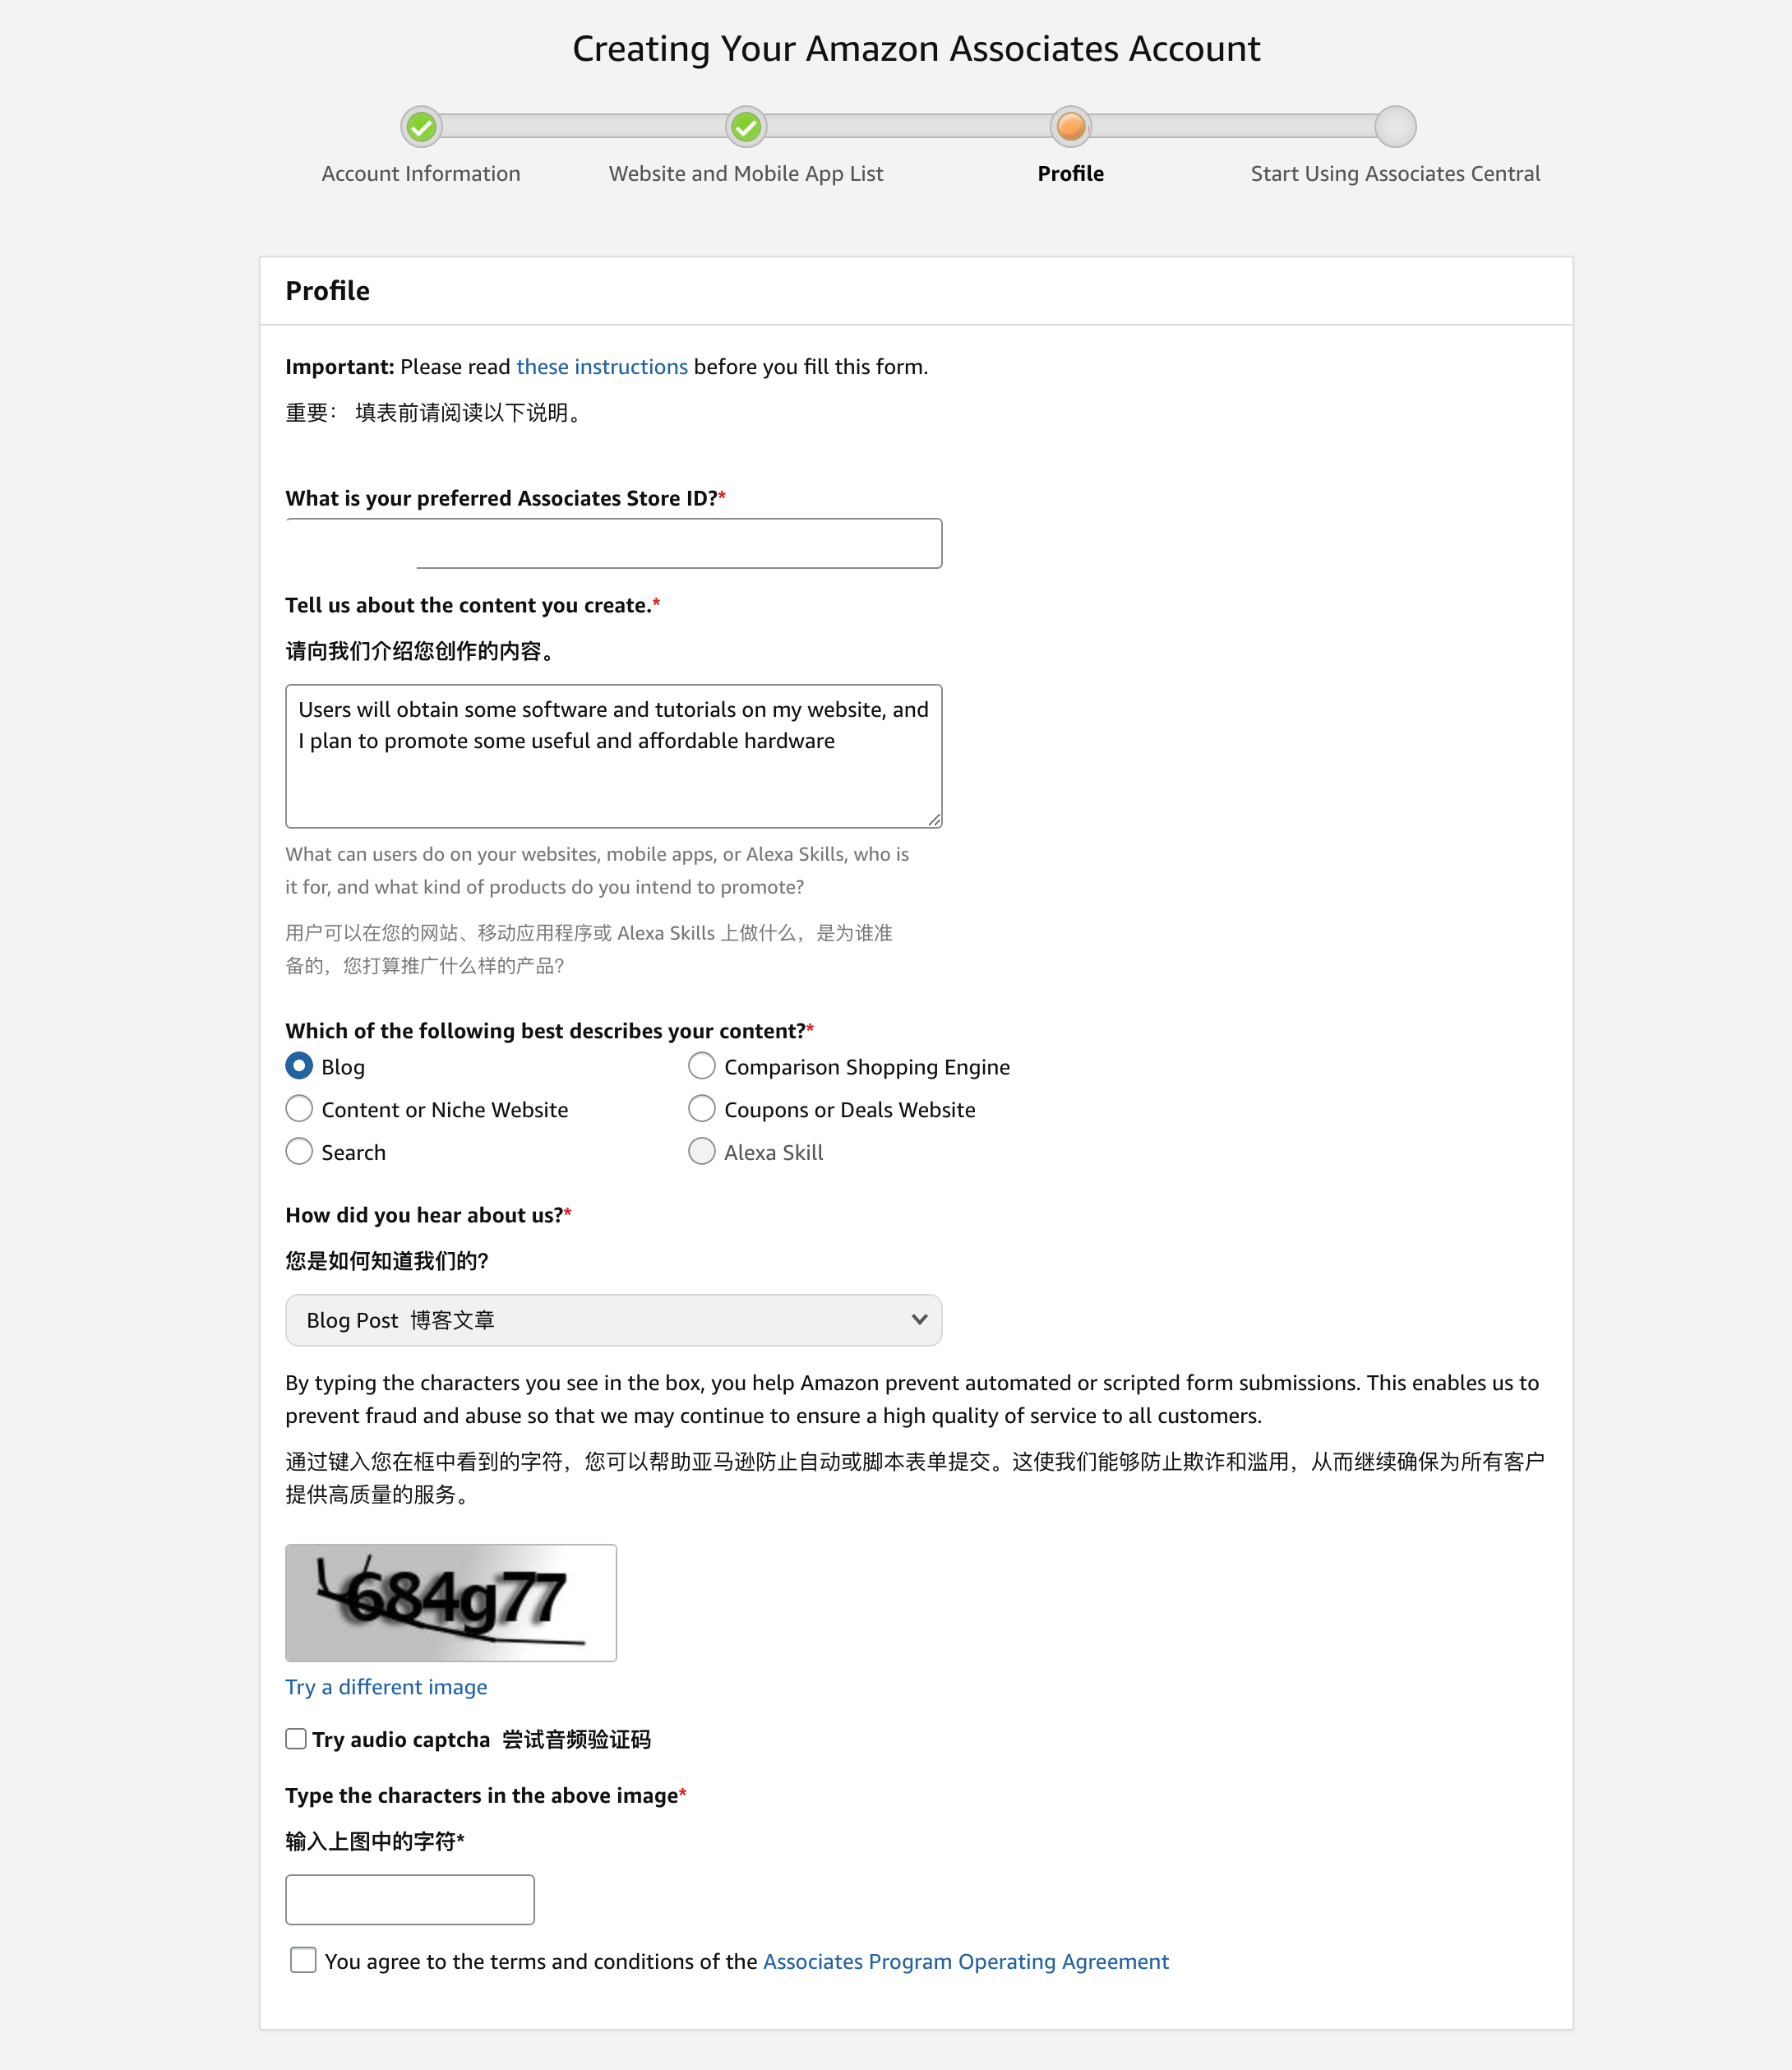 Creating Your Amazon Associates Account
Account Information
Website and Mobile App List
Profile
Start Using Associates Central
Profile
Important: Please read these instructions before you fill this form.
重要： 填表前请阅读以下说明。
What is your preferred Associates Store ID?*
Tell us about the content you create.*
请向我们介绍您创作的内容。
Users will obtain some software and tutorials on my website, and
I plan to promote some useful and affordable hardware
What can users do on your websites, mobile apps, or Alexa Skills, who is
it for, and what kind of products do you intend to promote?
用户可以在您的网站、移动应用程序或 Alexa Skills 上做什么，是为谁准
备的，您打算推广什么样的产品?
Which of the following best describes your content?*
Blog
Comparison Shopping Engine
Content or Niche Website
Coupons or Deals Website
Search
Alexa Skill
How did you hear about us?*
您是如何知道我们的?
Blog Post 博客文章
By typing the characters you see in the box, you help Amazon prevent automated or scripted form submissions. This enables us to
prevent fraud and abuse so that we may continue to ensure a high quality of service to all customers.
通过键入您在框中看到的字符，您可以帮助亚马逊防止自动或脚本表单提交。这使我们能够防止欺诈和滥用，从而继续确保为所有客户
提供高质量的服务。
684g77
Try a different image
Try audio captcha 尝试音频验证码
Type the characters in the above image*
输入上图中的字符*
You agree to the terms and conditions of the Associates Program Operating Agreement